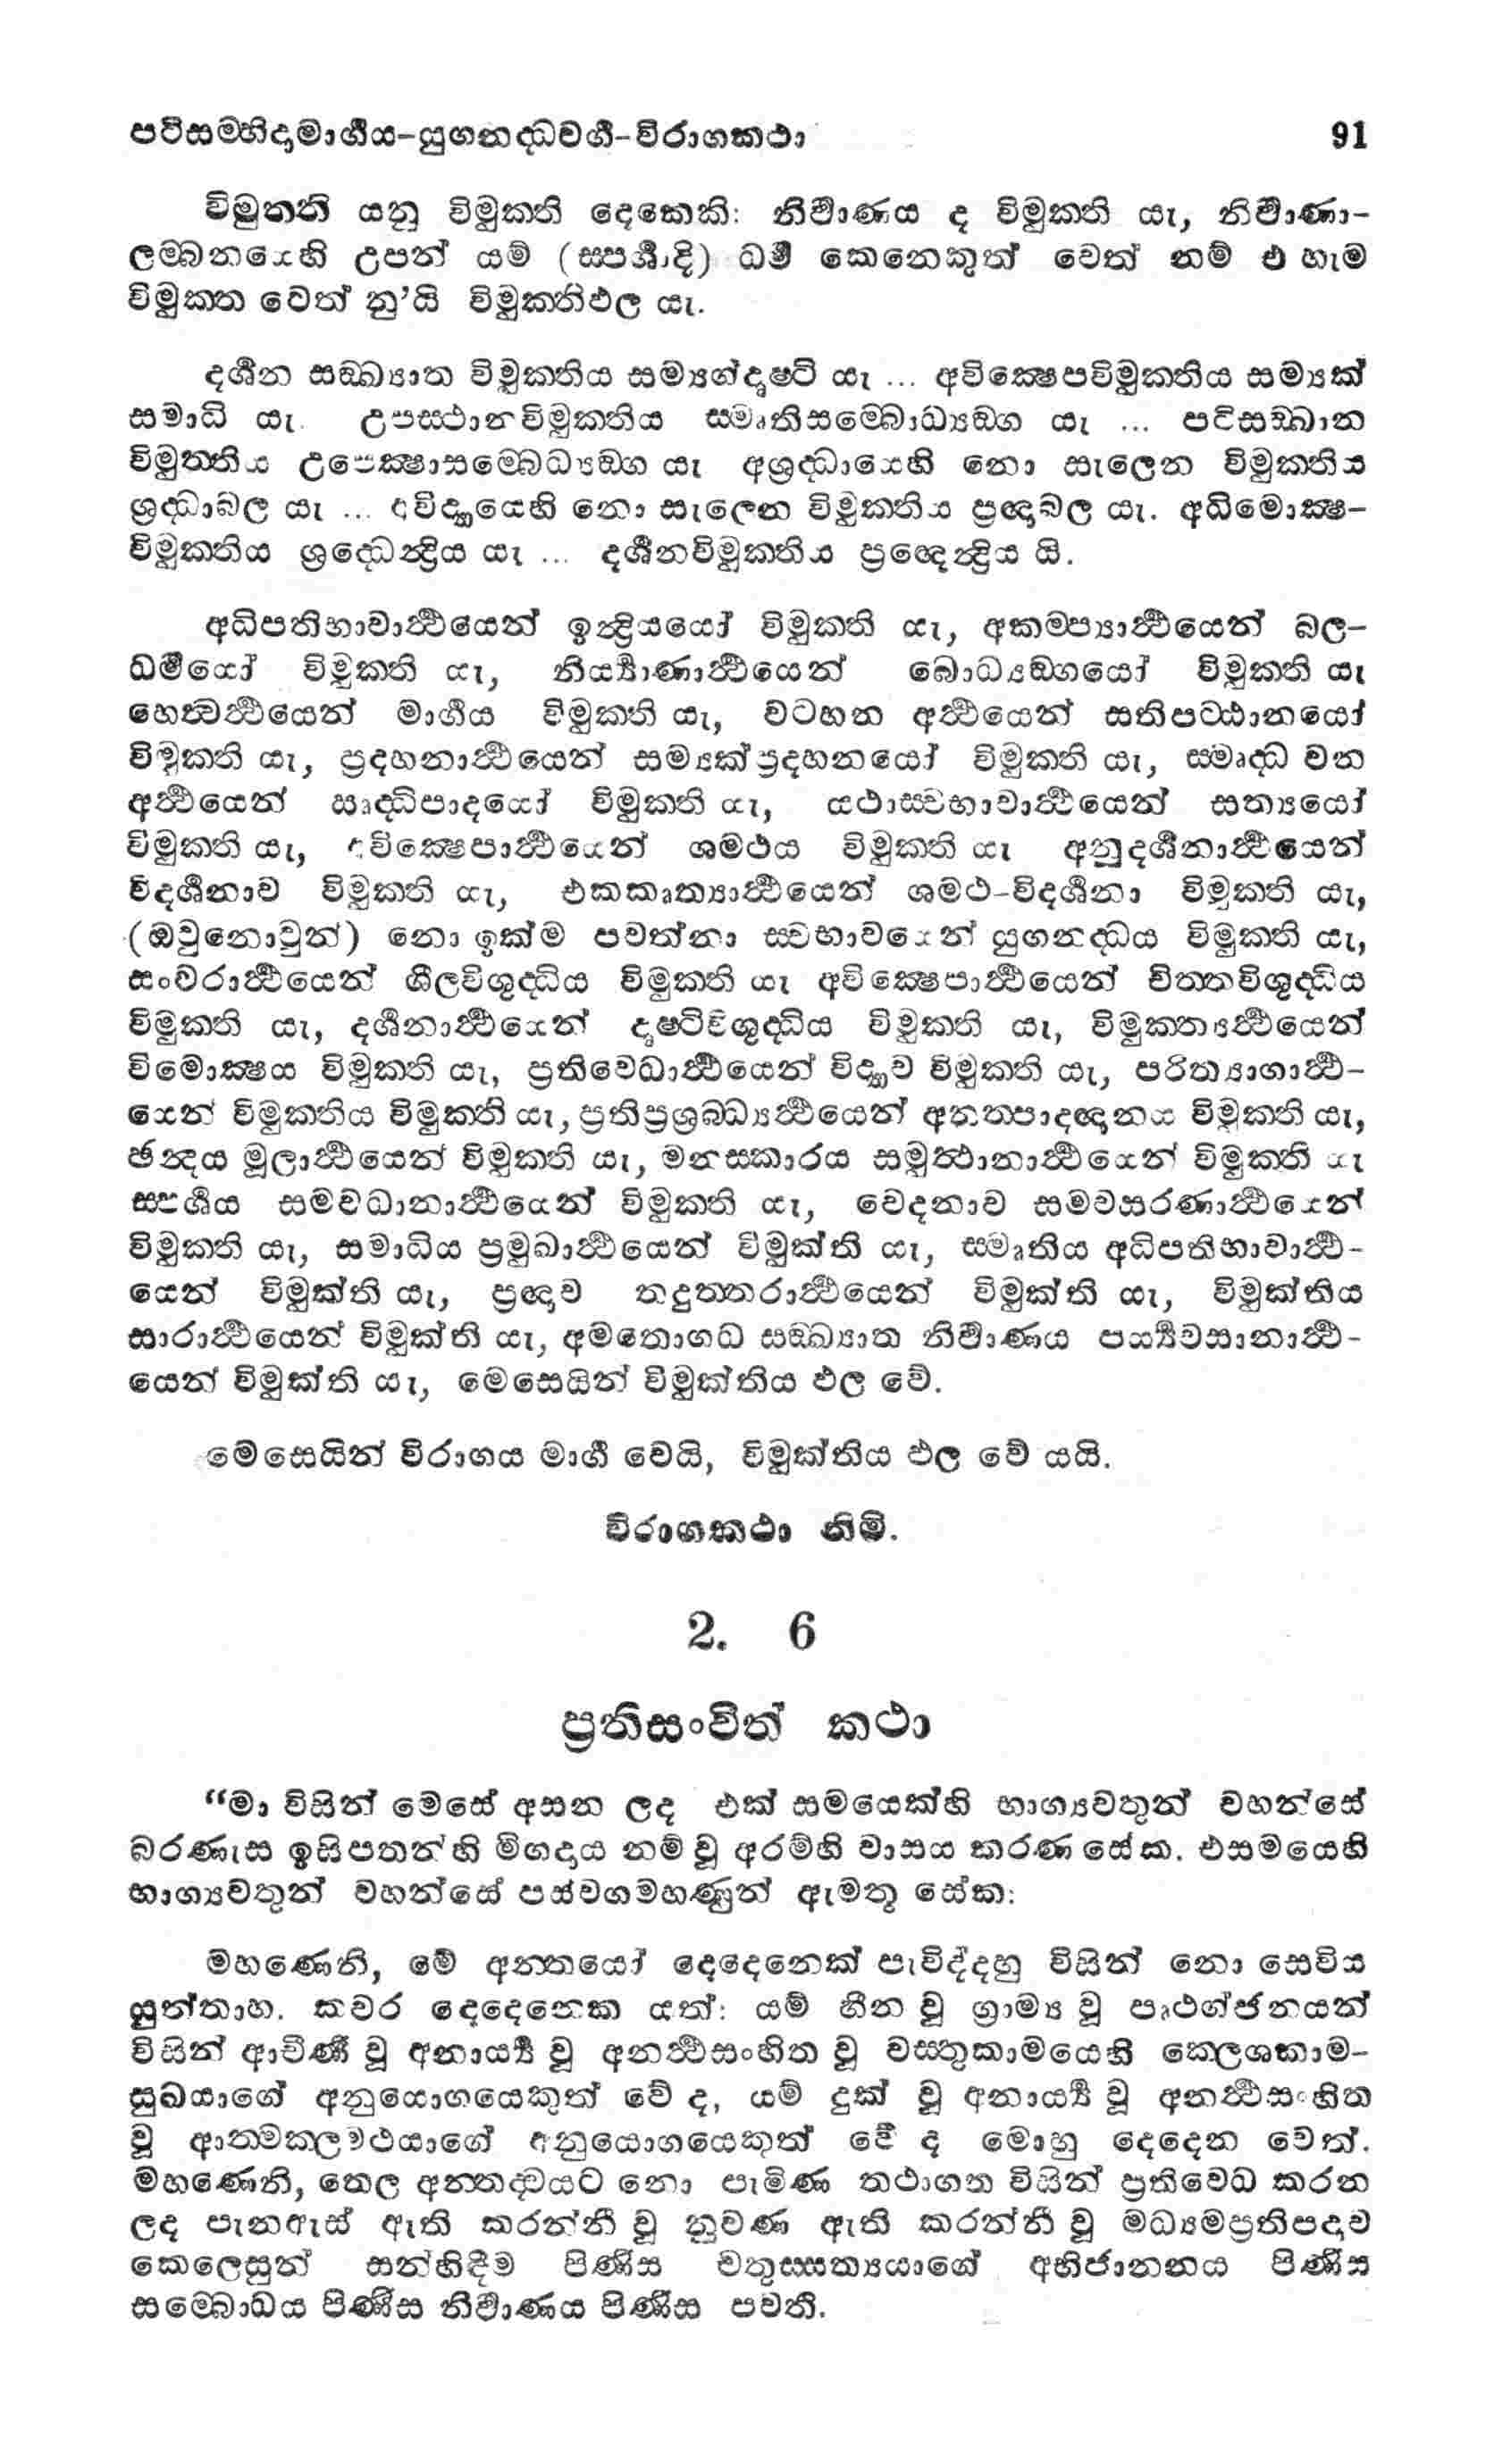 පටිසම්භිදාමාර්ගය-යුගනද්ධවර්ග-විරාගකථා 91
විමුක්ති යනු විමුක්ති දෙකෙකි: නිර්වාණය ද විමුක්ති යැ, නිර්වාණා-
ලම්බනයෙහි උපන් යම් (ස්පර්ශාදි) ධර්ම කෙනෙකුත් වෙත් නම් එ හැම
විමුක්ත වෙත් නු’යි විමුක්තිඵල යැ.
දර්ශන සඞ්ඛ්‍යාත විමුක්තිය සම්‍යග්දෘෂ්ටි යැ ... අවික්ෂෙපවිමුක්තිය සම්‍යක්
සමාධි යැ. උපස්ථානවිමුක්තිය ස්මෘතිසම්බොධ්‍යඞ්ග යැ ... පටිසඞ්ඛාන
විමුත්තිය උපෙක්ෂාසම්බොධ්‍යඞ්ග යැ අශ්‍රද්ධායෙහි නො සැලෙන විමුක්තිය
ශ්‍රද්ධාබල යැ ... අවිද්‍යායෙහි නො සැලෙන විමුක්තිය ප්‍රඥාබල යැ. අධිමොක්ෂ-
විමුක්තිය ශ්‍රද්ධෙන්ද්‍රිය යැ ... දර්ශනවිමුක්තිය ප්‍රඥෙන්ද්‍රිය යි.
අධිපතිභාවාර්ථයෙන් ඉන්ද්‍රියයෝ විමුක්ති යැ, අකම්ප්‍යාර්ථයෙන් බල-
ධර්මයෝ විමුක්ති යැ, නිර්ය්‍යාණාර්ථයෙන් බොධ්‍යඞ්ගයෝ විමුක්ති යැ
හෙත්වර්ථයෙන් මාර්ගය විමුක්ති යැ, වටහන අර්ථයෙන් සතිපට්ඨානයෝ
විමුක්ති යැ, ප්‍රදහනාර්ථයෙන් සම්‍යක්ප්‍රදහනයෝ විමුක්ති යැ, සමෘද්ධ වන
අර්ථයෙන් ඍද්ධිපාදයෝ විමුක්ති යැ, යථාස්වභාවාර්ථයෙන් සත්‍යයෝ
විමුක්ති යැ, අවික්ෂෙපාර්ථයෙන් ශමථය විමුක්ති යැ අනුදර්ශනාර්ථයෙන්
විදර්ශනාව විමුක්ති යැ, එකකෘත්‍යාර්ථයෙන් ශමථ-විදර්ශනා විමුක්ති යැ,
(ඔවුනොවුන්) නො ඉක්ම පවත්නා ස්වභාවයෙන් යුගනද්ධය විමුක්ති යැ,
සංවරාර්ථයෙන් ශීලවිශුද්ධිය විමුක්ති යැ අවික්ෂෙපාර්ථයෙන් චිත්තවිශුද්ධිය
විමුක්ති යැ, දර්ශනාර්ථයෙන් දෘෂ්ටිවිශුද්ධිය විමුක්ති යැ, විමුක්ත්‍යර්ථයෙන්
විමොක්ෂය විමුක්ති යැ, ප්‍රතිවෙධාර්ථයෙන් විද්‍යාව විමුක්ති යැ, පරිත්‍යාගාර්ථ-
යෙන් විමුක්තිය විමුක්ති යැ, ප්‍රතිප්‍රශ්‍රබ්ධ්‍යර්ථයෙන් අනුත්පාදඥානය විමුක්ති යැ,
ඡන්දය මූලාර්ථයෙන් විමුක්ති යැ, මනස්කාරය සමුත්ථානාර්ථයෙන් විමුක්ති යැ
ස්පර්ශය සමවධානාර්ථයෙන් විමුක්ති යැ, වෙදනාව සමවසරණාර්ථයෙන්
විමුක්ති යැ, සමාධිය ප්‍රමුඛාර්ථයෙන් විමුක්ති යැ, ස්මෘතිය අධිපතිභාවාර්ථ-
යෙන් විමුක්ති යැ, ප්‍රඥාව තදුත්තරාර්ථයෙන් විමුක්ති යැ, විමුක්තිය
සාරාර්ථයෙන් විමුක්ති යැ, අමතොගධ සඞ්ඛ්‍යාත නිර්වාණය පර්ය්‍යවසානාර්ථ-
යෙන් විමුක්ති යැ, මෙසෙයින් විමුක්තිය ඵල වේ.
මෙසෙයින් විරාගය මාර්ග වෙයි, විමුක්තිය ඵල වේ යයි.
විරාගකථා නිමි.
2. 6
ප්‍රතිසංවිත් කථා
“මා විසින් මෙසේ අසන ලද එක් සමයෙක්හි භාග්‍යවතුන් වහන්සේ
බරණැස ඉසිපතන්හි මිගදාය නම් වූ අරම්හි වාසය කරණ සේක. එසමයෙහි
භාග්‍යවතුන් වහන්සේ පස්වගමහණුන් ඇමතූ සේක:
මහණෙනි, මේ අන්තයෝ දෙදෙනෙක් පැවිද්දහු විසින් නො සෙවිය
යුත්තාහ. කවර දෙදෙනෙක යත්: යම් හීන වූ ග්‍රාම්‍ය වූ පෘථග්ජනයන්
විසින් ආචීර්ණ වූ අනාර්ය්‍ය වූ අනර්ථසංහිත වූ වස්තුකාමයෙහි ක්ලෙශකාම-
සුඛයාගේ අනුයොගයෙකුත් වේ ද, යම් දුක් වූ අනාර්ය්‍ය වූ අනර්ථසංහිත
වූ ආත්මක්ලමථයාගේ අනුයොගයෙකුත් වේ ද මොහු දෙදෙන වෙත්.
මහණෙනි, තෙල අන්තද්වයට නො පැමිණ තථාගත විසින් ප්‍රතිවෙධ කරන
ලද පැනඇස් ඇති කරන්නී වූ නුවණ ඇති කරන්නී වූ මධ්‍යමප්‍රතිපදාව
කෙලෙසුන් සන්හිඳීම පිණිස චතුස්සත්‍යයාගේ අභිජානනය පිණිස
සම්බොධය පිණිස නිර්වාණය පිණිස පවතී.